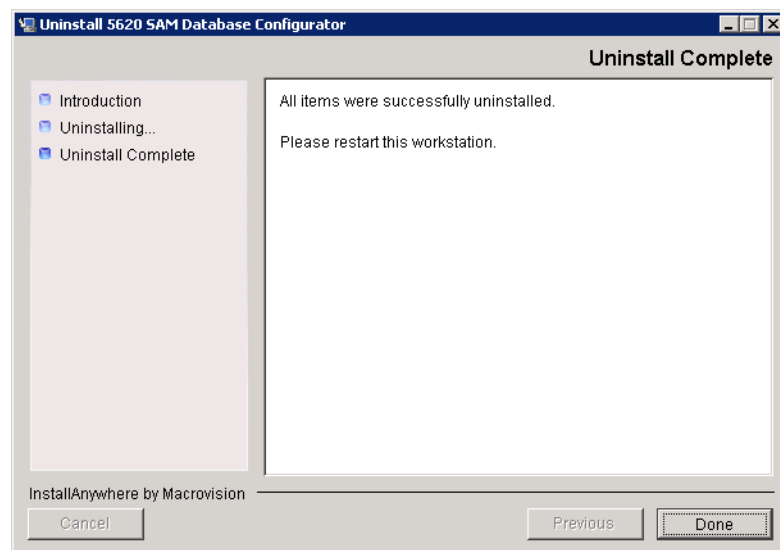 Uninstall 5620 SAM Database Configurator
Uninstall Complete
Introduction
Uninstalling...
Uninstall Complete
All items were successfully uninstalled.
Please restart this workstation.
InstallAnywhere by Macrovision
Cancel
Previous
Done